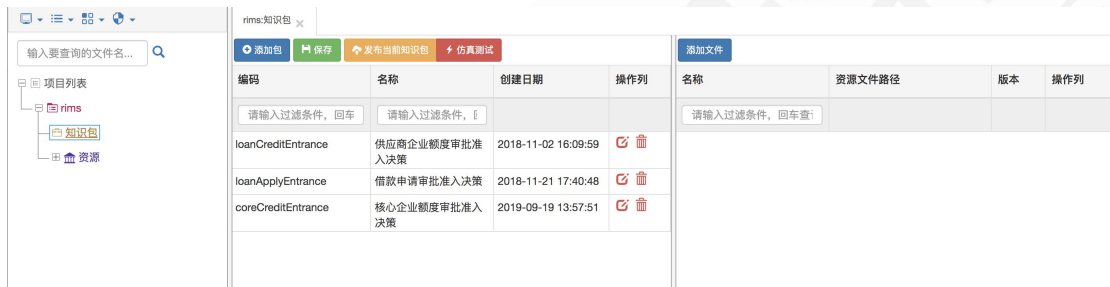 rims:知识包
输入要查询的文件名...
项目列表
rims
知识包
资源
添加包 保存 发布当前知识包 仿真测试
编码 名称 创建日期 操作列
请输入过滤条件，回车 请输入过滤条件，
loanCreditEntrance 供应商企业额度审批准入决策 2018-11-02 16:09:59
loanApplyEntrance 借款申请审批准入决策 2018-11-21 17:40:48
coreCreditEntrance 核心企业额度审批准入决策 2019-09-19 13:57:51
添加文件
名称 资源文件路径 版本 操作列
请输入过滤条件，回车查